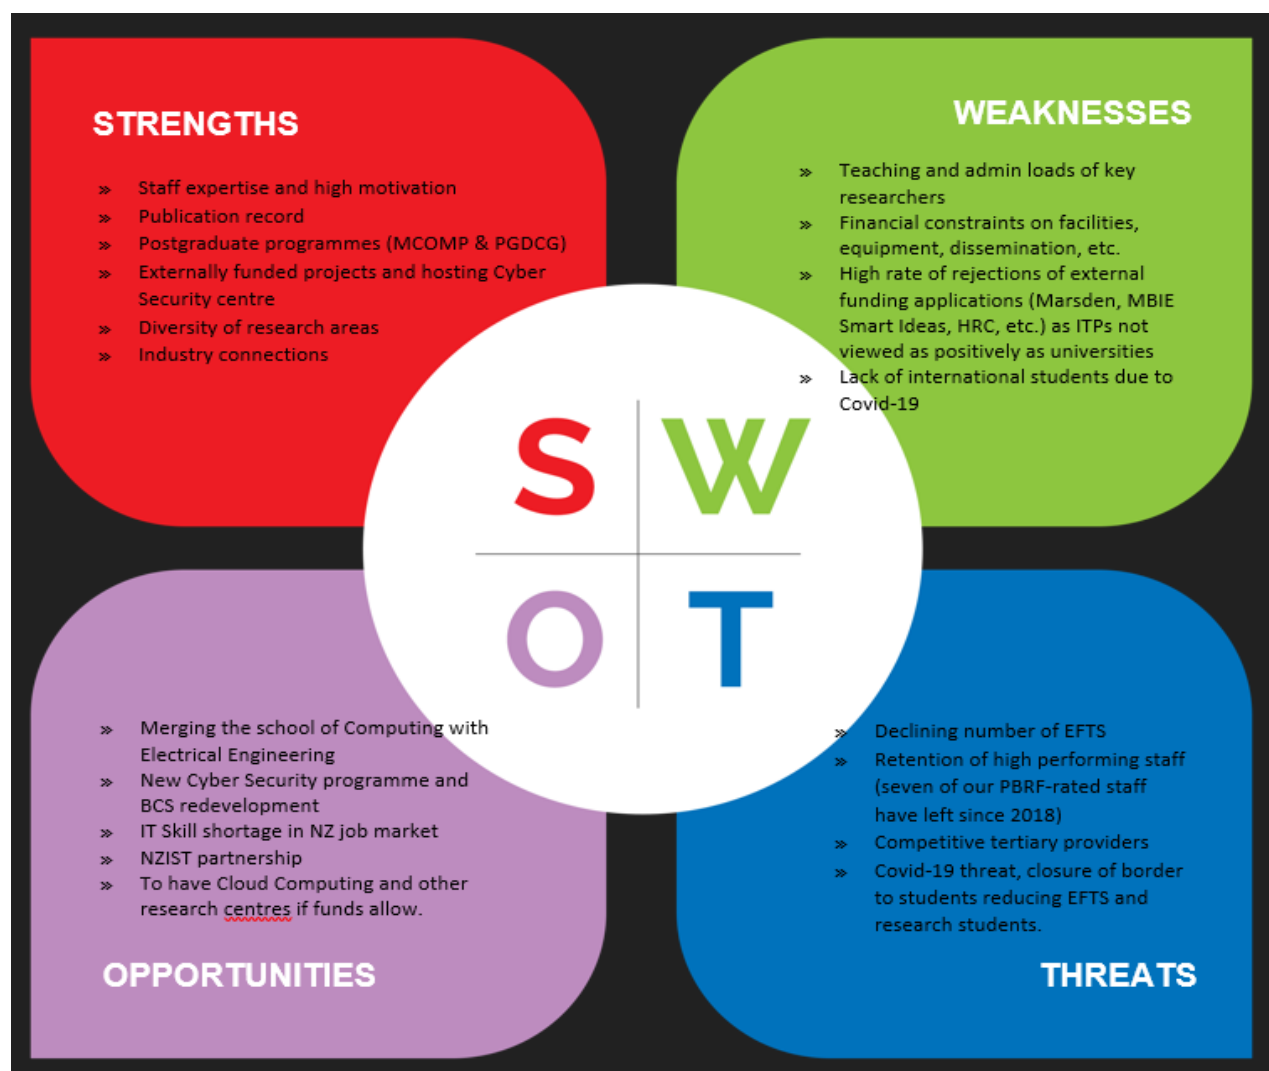 STRENGTHS
» Staff expertise and high motivation
» Publication record
» Postgraduate programmes (MCOMP & PGDCG)
» Externally funded projects and hosting Cyber
Security centre
» Diversity of research areas
» Industry connections
WEAKNESSES
» Teaching and admin loads of key
researchers
» Financial constraints on facilities,
equipment, dissemination, etc.
» High rate of rejections of external
funding applications (Marsden, MBIE
Smart Ideas, HRC, etc.) as ITPs not
viewed as positively as universities
» Lack of international students due to
Covid-19
S W
O T
» Merging the school of Computing with
Electrical Engineering
» New Cyber Security programme and
BCS redevelopment
» IT Skill shortage in NZ job market
» NZIST partnership
» To have Cloud Computing and other
research centres if funds allow.
OPPORTUNITIES
» Declining number of EFTS
» Retention of high performing staff
(seven of our PBRF-rated staff
have left since 2018)
» Competitive tertiary providers
» Covid-19 threat, closure of border
to students reducing EFTS and
research students.
THREATS